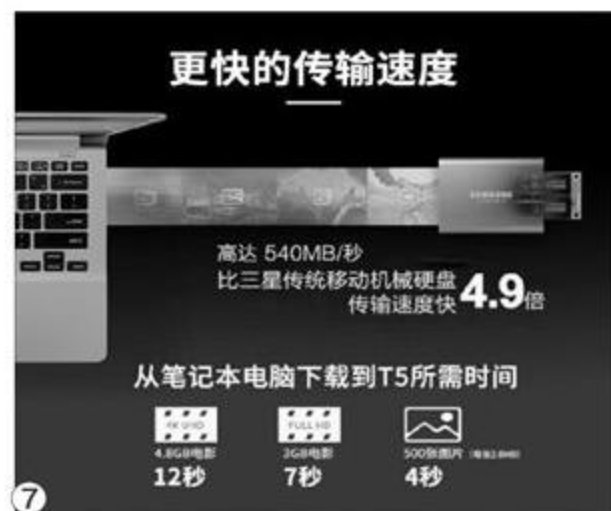 更快的传输速度
SAMSUNG
高达 540MB/秒
比三星传统移动机械硬盘
传输速度快4.9倍
从笔记本电脑下载到T5所需时间
4K UHD
FULL HD
4.8GB电影
3GB电影
500张图片
12秒
7秒
4秒
⑦